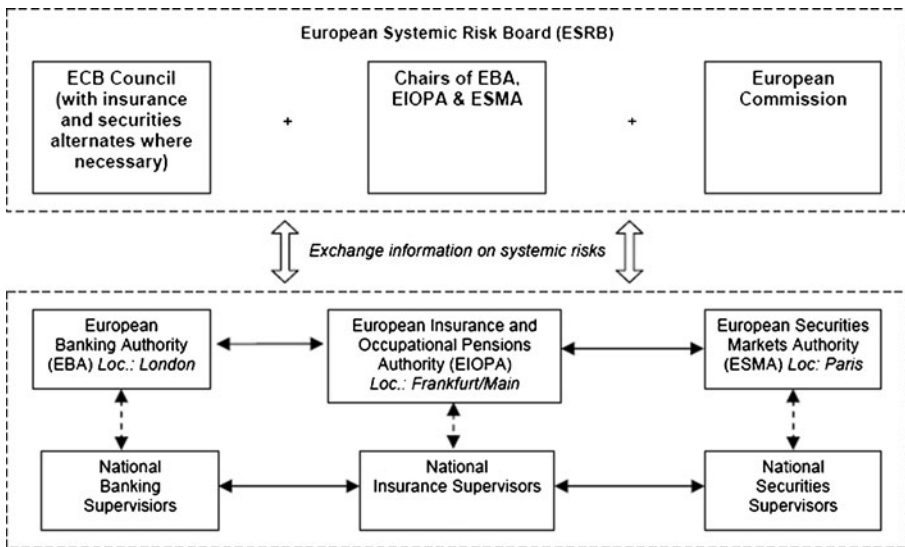 European Systemic Risk Board (ESRB)
ECB Council
(with insurance
and securities
alternates where
necessary)
+
Chairs of EBA,
EIOPA & ESMA
+
European
Commission
Exchange information on systemic risks
European
Banking Authority
(EBA) Loc.: London
European Insurance and
Occupational Pensions
Authority (EIOPA)
Loc.: Frankfurt/Main
European Securities
Markets Authority
(ESMA) Loc: Paris
National
Banking
Supervisiors
National
Insurance Supervisors
National
Securities
Supervisors